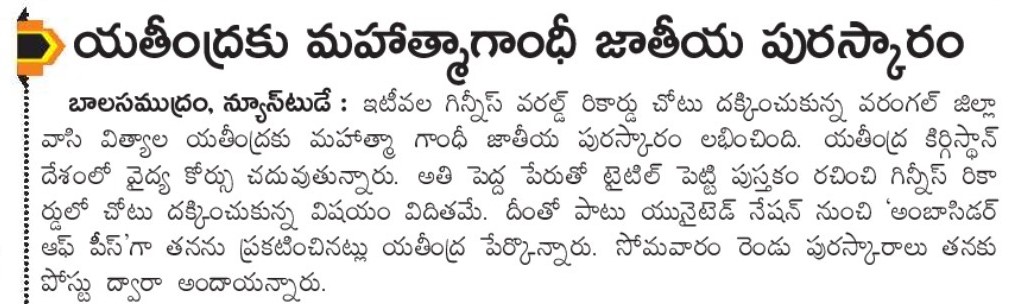 యతీంద్రకు మహాత్మాగాంధీ జాతీయ పురస్కారం
బాలసముద్రం, న్యూస్‌టుడే : ఇటీవల గిన్నీస్ వరల్డ్ రికార్డు చోటు దక్కించుకున్న వరంగల్ జిల్లా
వాసి విత్యాల యతీంద్రకు మహాత్మా గాంధీ జాతీయ పురస్కారం లభించింది. యతీంద్ర కిర్గిస్థాన్
దేశంలో వైద్య కోర్సు చదువుతున్నారు. అతి పెద్ద పేరుతో టైటిల్ పెట్టి పుస్తకం రచించి గిన్నీస్ రికా
ర్డులో చోటు దక్కించుకున్న విషయం విదితమే. దీంతో పాటు యునైటెడ్ నేషన్ నుంచి ‘అంబాసిడర్
ఆఫ్ పీస్’గా తనను ప్రకటించినట్లు యతీంద్ర పేర్కొన్నారు. సోమవారం రెండు పురస్కారాలు తనకు
పోస్టు ద్వారా అందాయన్నారు.